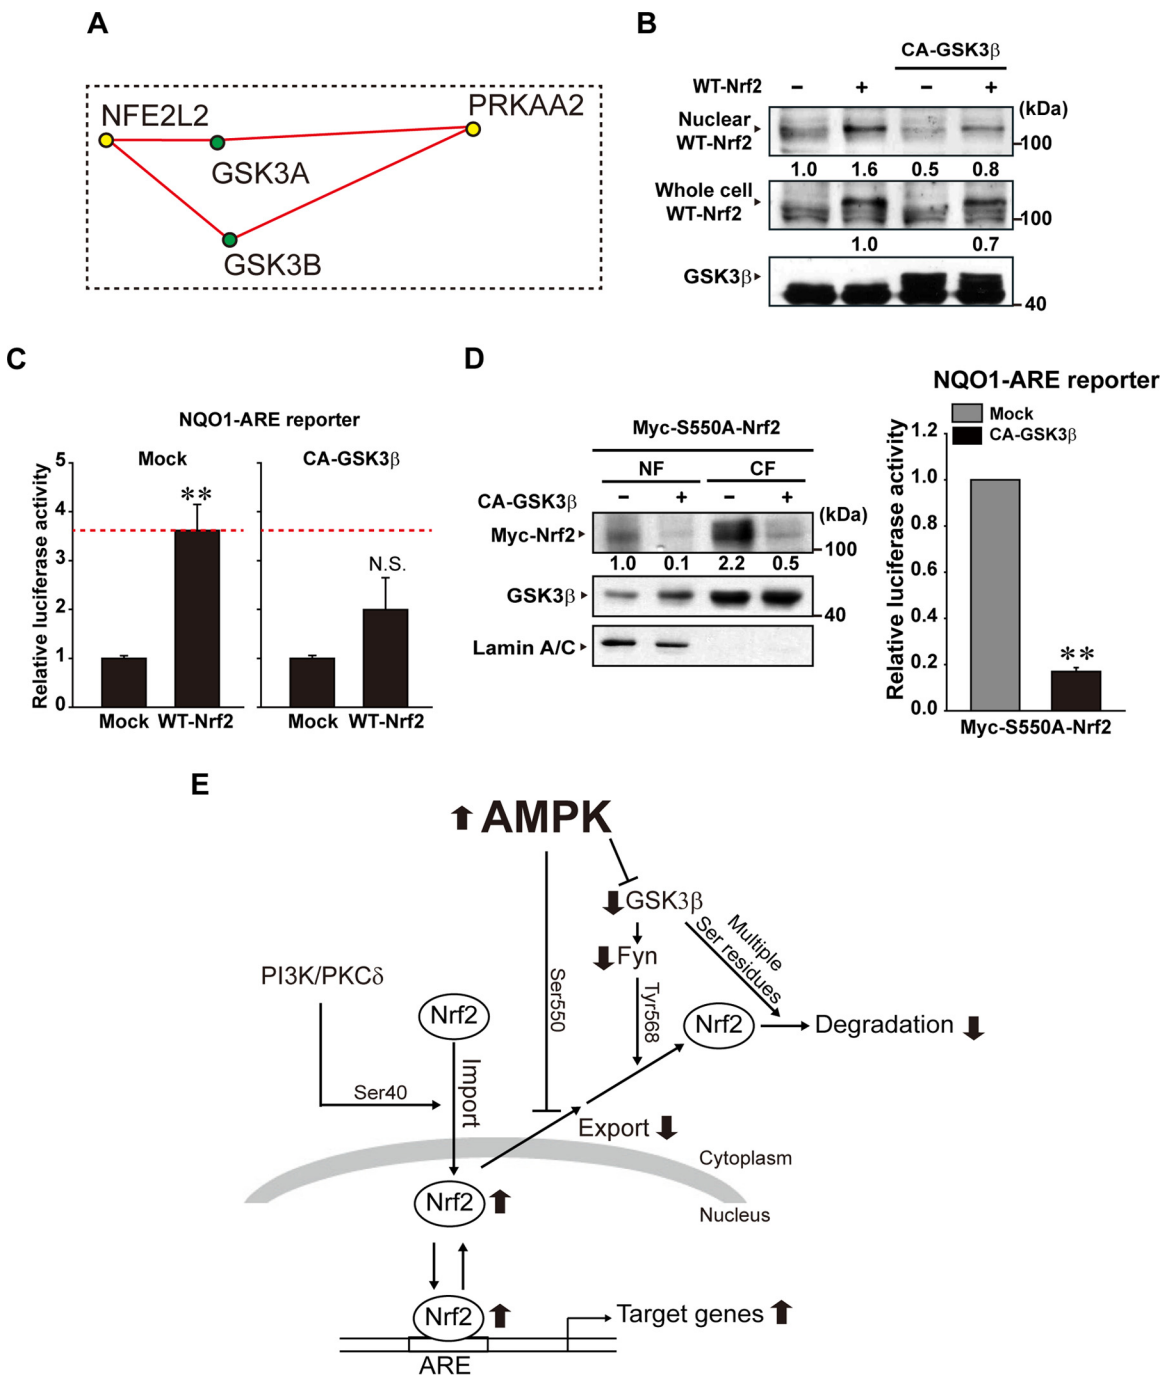 A
NFE2L2
PRKAA2
GSK3A
GSK3B
B
CA-GSK3β
WT-Nrf2 – + – +
(kDa)
Nuclear
WT-Nrf2
100
1.0 1.6 0.5 0.8
Whole cell
WT-Nrf2
100
1.0 0.7
GSK3β
40
C
NQO1-ARE reporter
Mock
CA-GSK3β
Relative luciferase activity
5
4
3
2
1
0
**
N.S.
Mock WT-Nrf2 Mock WT-Nrf2
D
Myc-S550A-Nrf2
NF CF
CA-GSK3β – + – +
(kDa)
Myc-Nrf2
100
1.0 0.1 2.2 0.5
GSK3β
40
Lamin A/C
NQO1-ARE reporter
Mock
CA-GSK3β
Relative luciferase activity
1.2
1.0
0.8
0.6
0.4
0.2
0.0
**
Myc-S550A-Nrf2
E
AMPK
GSK3β
Multiple
Ser residues
Fyn
PI3K/PKCδ
Ser550
Tyr568
Nrf2
Nrf2
Degradation
Ser40
Import
Export
Cytoplasm
Nrf2
Nucleus
Nrf2
Target genes
ARE